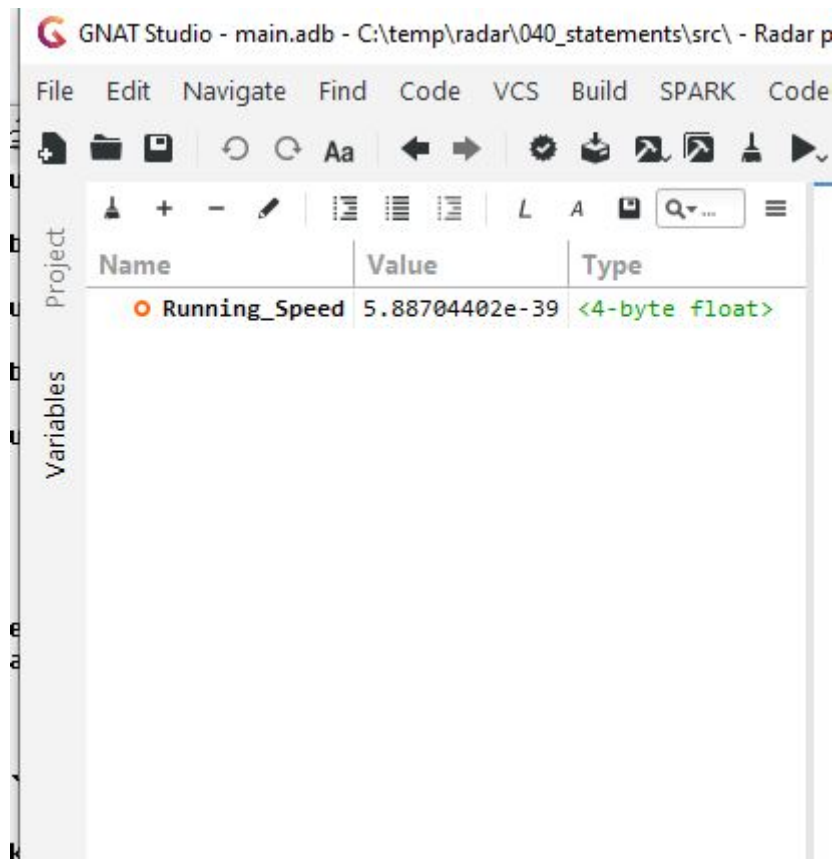 GNAT Studio - main.adb - C:\temp\radar\040_statements\src\ - Radar p
File Edit Navigate Find Code VCS Build SPARK Code
Aa
L A
Project
Name Value Type
Running_Speed 5.88704402e-39 <4-byte float>
Variables